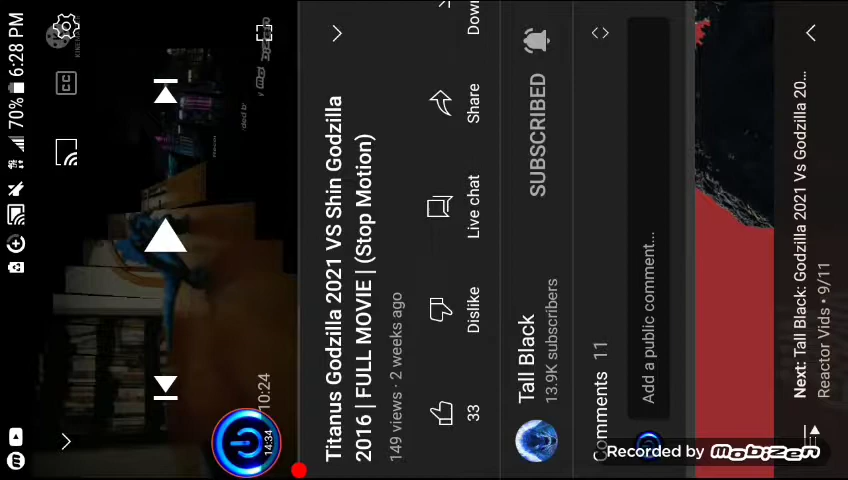 6:28 PM
70%
CC
10:24
14:34
Titanus Godzilla 2021 VS Shin Godzilla
2016 | FULL MOVIE | (Stop Motion)
149 views · 2 weeks ago
33
Dislike
Live chat
Share
Down
Tall Black
13.9K subscribers
SUBSCRIBED
Comments 11
Add a public comment...
Next: Tall Black: Godzilla 2021 Vs Godzilla 20...
Reactor Vids • 9/11
Recorded by mobizen